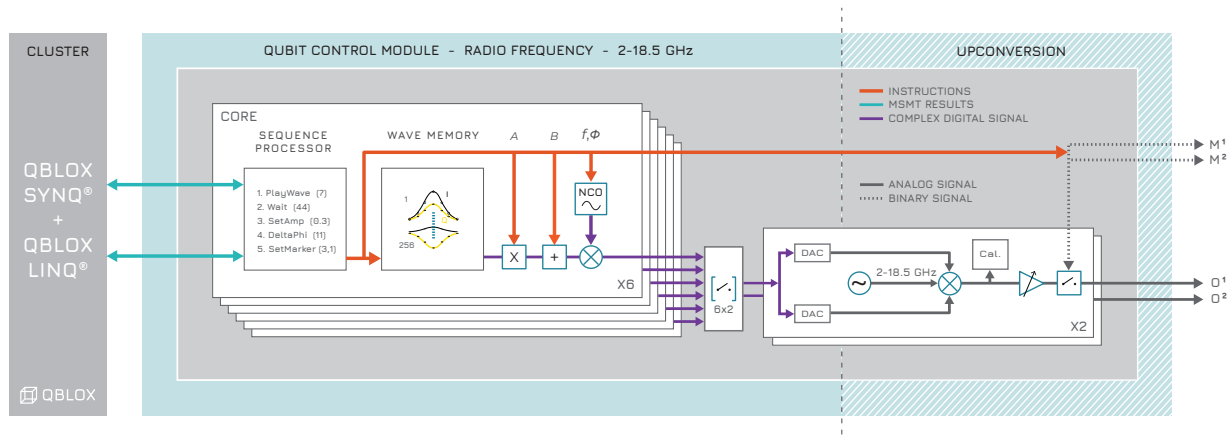 CLUSTER
QBLOX
SYNQ®
+
QBLOX
LINQ®
QBLOX
QUBIT CONTROL MODULE - RADIO FREQUENCY - 2-18.5 GHz
UPCONVERSION
CORE
SEQUENCE
PROCESSOR
1. PlayWave (7)
2. Wait (44)
3. SetAmp (0.3)
4. DeltaPhi (11)
5. SetMarker (3,1)
WAVE MEMORY
1
I
Q
256
A
B
f,Φ
NCO
X
+
X6
6x2
INSTRUCTIONS
MSMT RESULTS
COMPLEX DIGITAL SIGNAL
ANALOG SIGNAL
BINARY SIGNAL
DAC
2-18.5 GHz
DAC
Cal.
X2
M¹
M²
O¹
O²